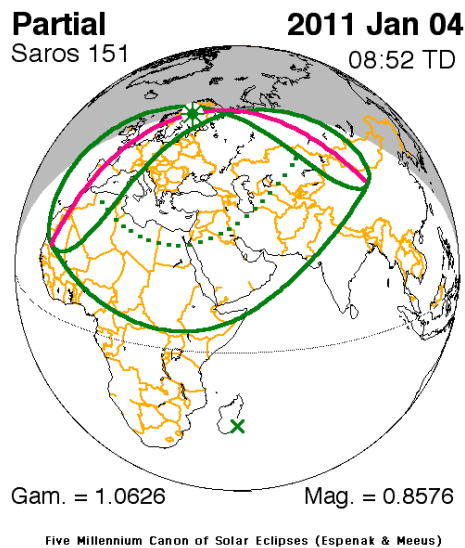 Partial
2011 Jan 04
Saros 151
08:52 TD
Gam. = 1.0626
Mag. = 0.8576
Five Millennium Canon of Solar Eclipses (Espenak & Meeus)